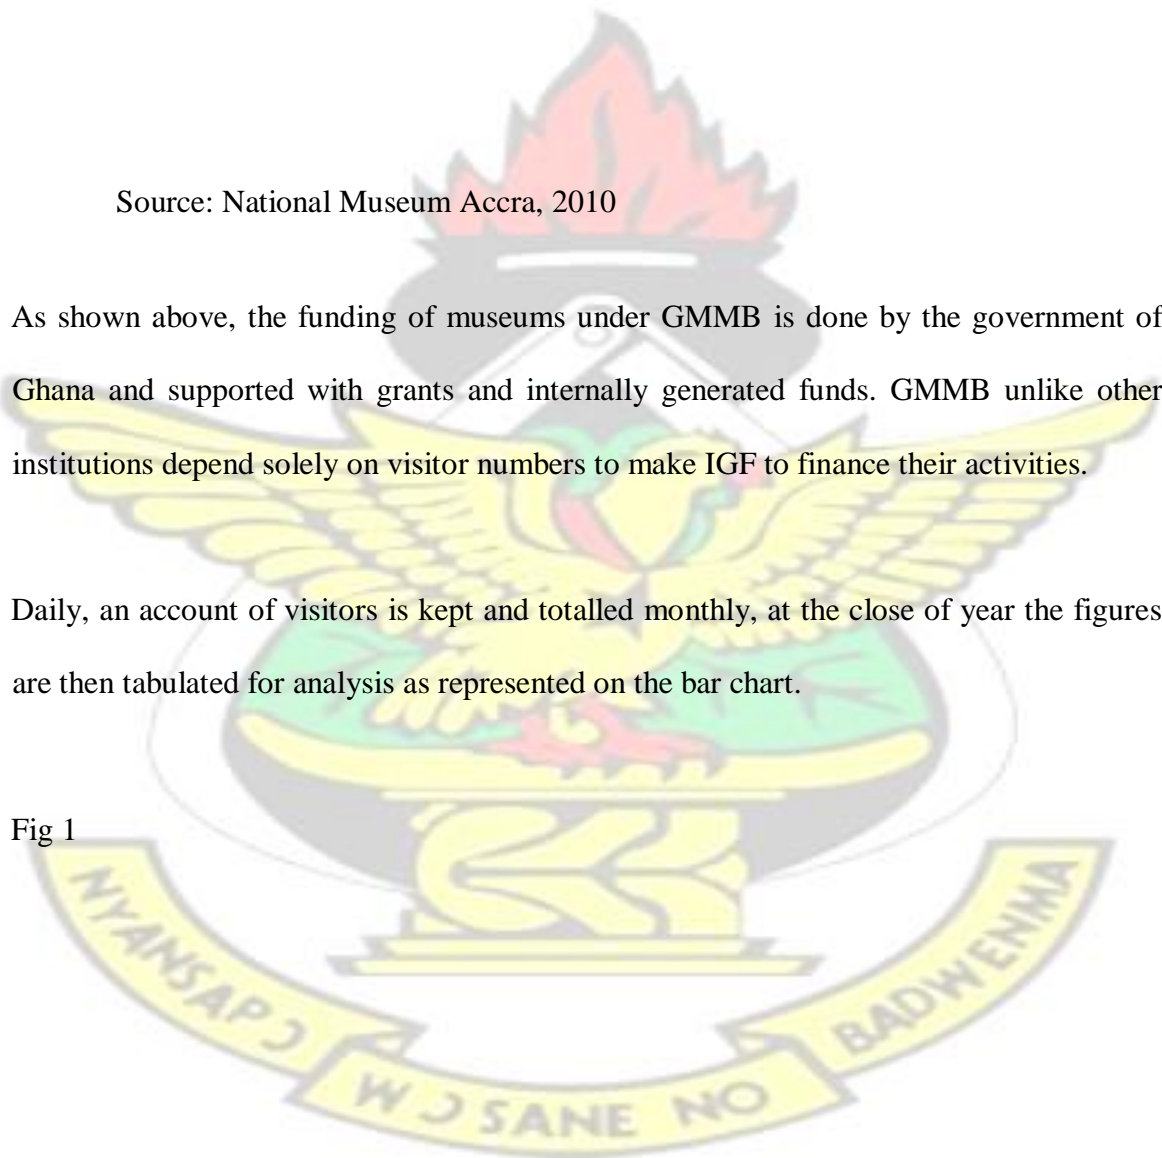 Source: National Museum Accra, 2010
As shown above, the funding of museums under GMMB is done by the government of
Ghana and supported with grants and internally generated funds. GMMB unlike other
institutions depend solely on visitor numbers to make IGF to finance their activities.
Daily, an account of visitors is kept and totalled monthly, at the close of year the figures
are then tabulated for analysis as represented on the bar chart.
Fig 1
NYANSAPƆ
WƆSANE NO
BADWENMA